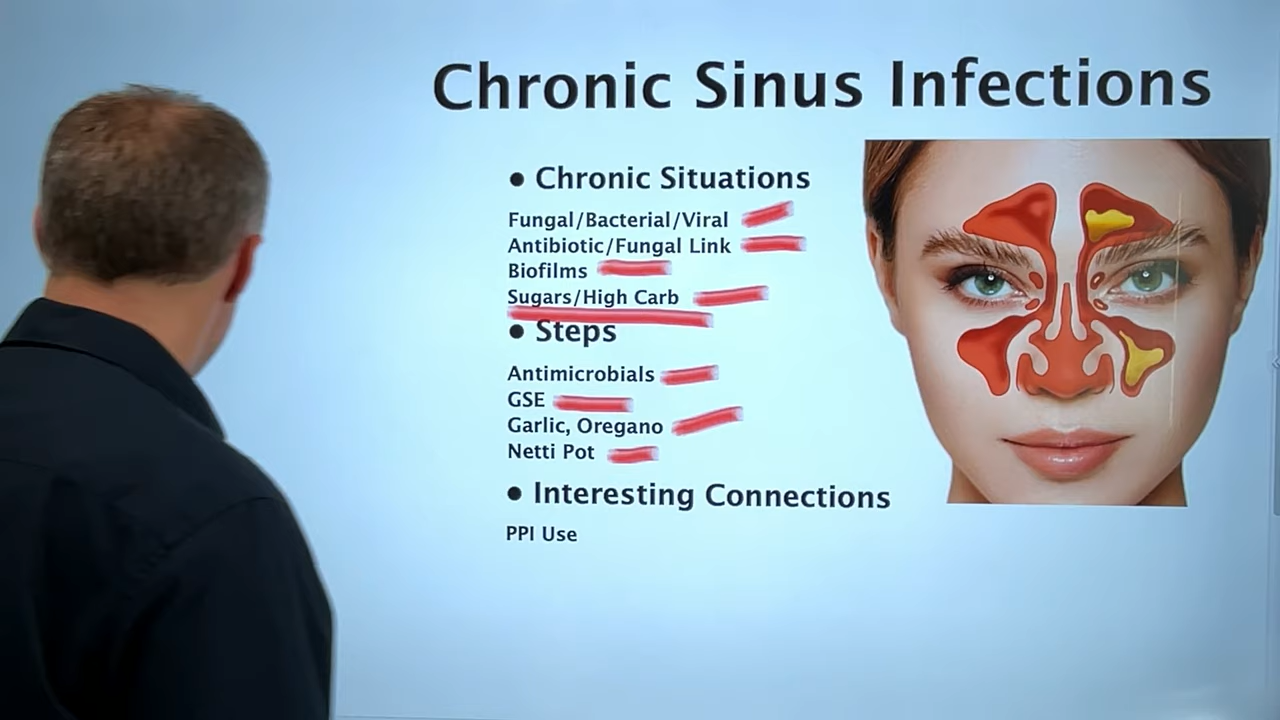 Chronic Sinus Infections
● Chronic Situations
Fungal/Bacterial/Viral
Antibiotic/Fungal Link
Biofilms
Sugars/High Carb
● Steps
Antimicrobials
GSE
Garlic, Oregano
Netti Pot
● Interesting Connections
PPI Use